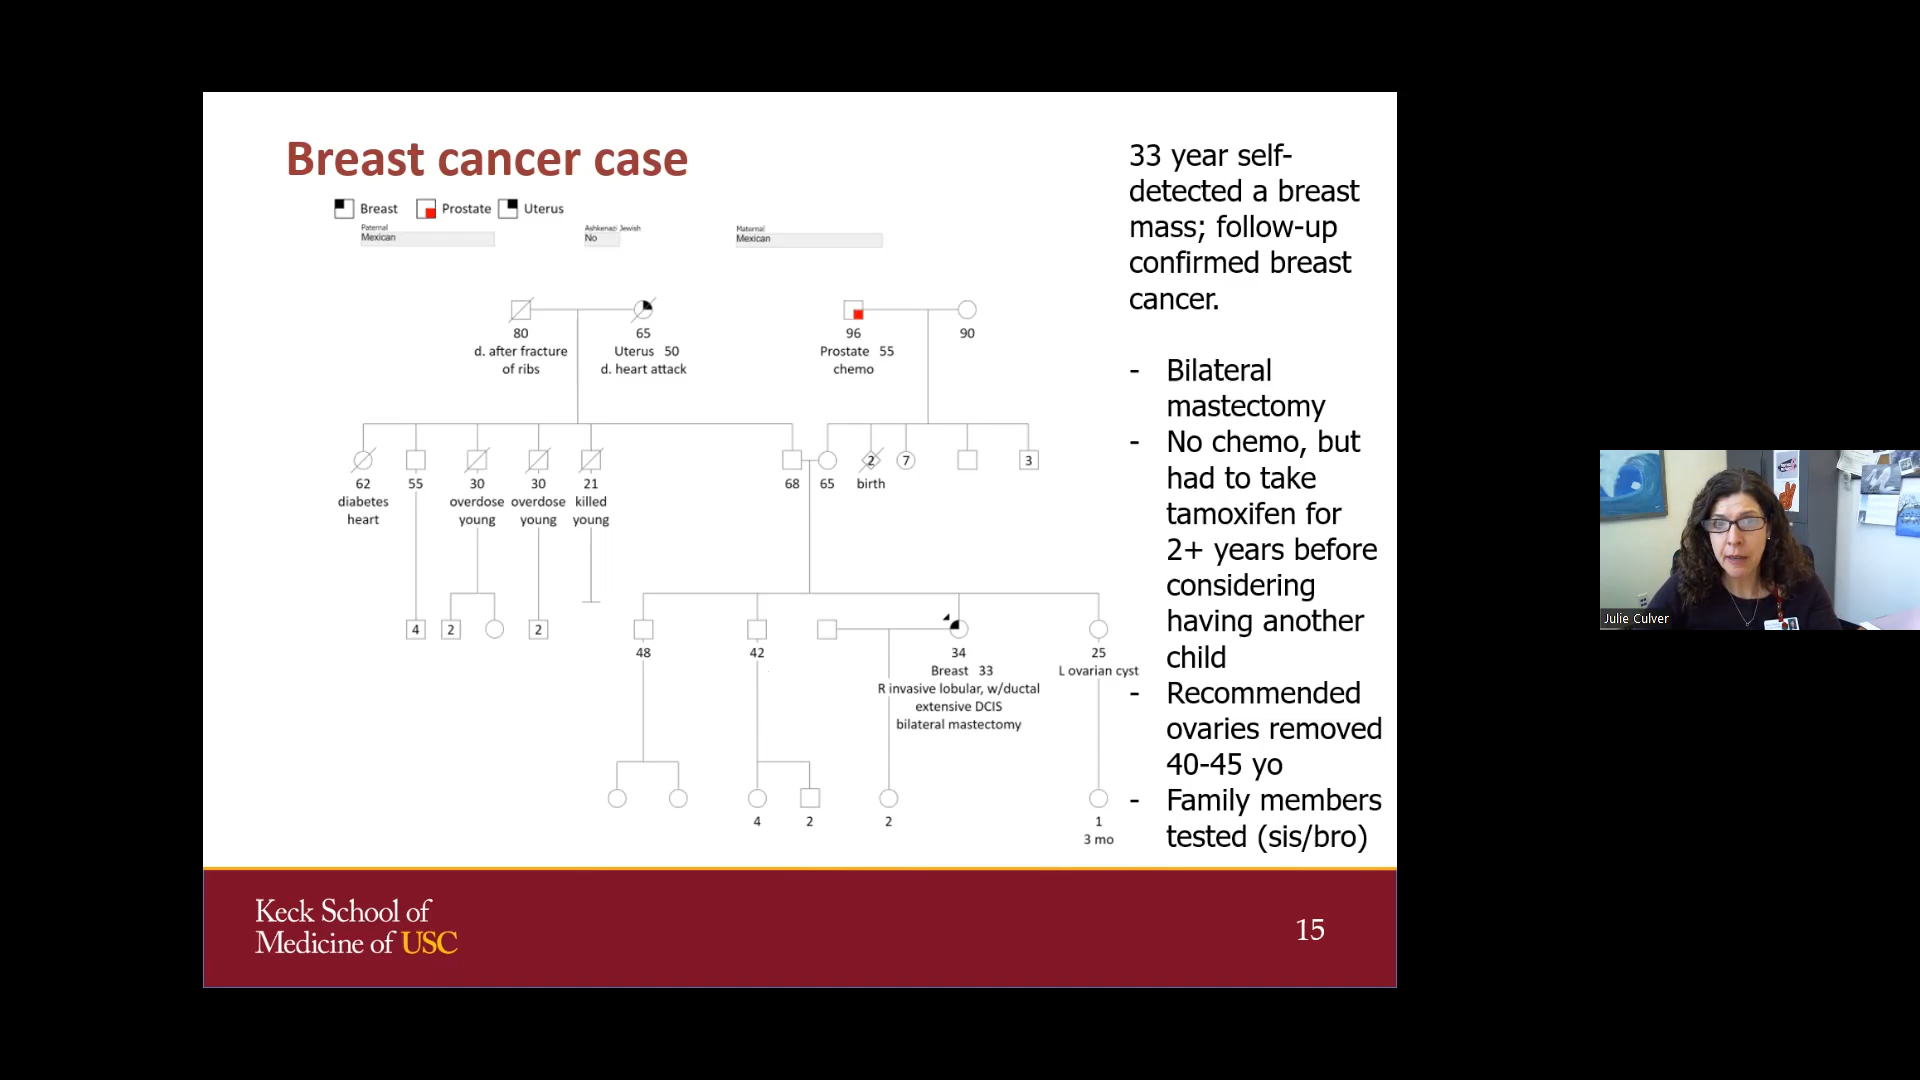 Breast cancer case
Breast Prostate Uterus
Paternal
Mexican
Ashkenazi Jewish
No
Maternal
Mexican
80
d. after fracture
of ribs
65
Uterus 50
d. heart attack
96
Prostate 55
chemo
90
62
diabetes
heart
55
30
overdose
young
30
overdose
young
21
killed
young
68
65
2
birth
7
3
4
2
2
48
42
34
Breast 33
R invasive lobular, w/ductal
extensive DCIS
bilateral mastectomy
25
L ovarian cyst
4
2
2
1
3 mo
33 year self-
detected a breast
mass; follow-up
confirmed breast
cancer.
- Bilateral
mastectomy
- No chemo, but
had to take
tamoxifen for
2+ years before
considering
having another
child
- Recommended
ovaries removed
40-45 yo
- Family members
tested (sis/bro)
Keck School of
Medicine of USC
15
Julie Culver